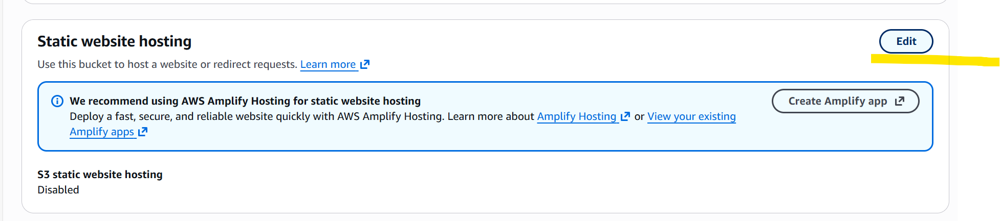 Static website hosting
Edit
Use this bucket to host a website or redirect requests. Learn more
We recommend using AWS Amplify Hosting for static website hosting
Create Amplify app
Deploy a fast, secure, and reliable website quickly with AWS Amplify Hosting. Learn more about Amplify Hosting or View your existing
Amplify apps
S3 static website hosting
Disabled